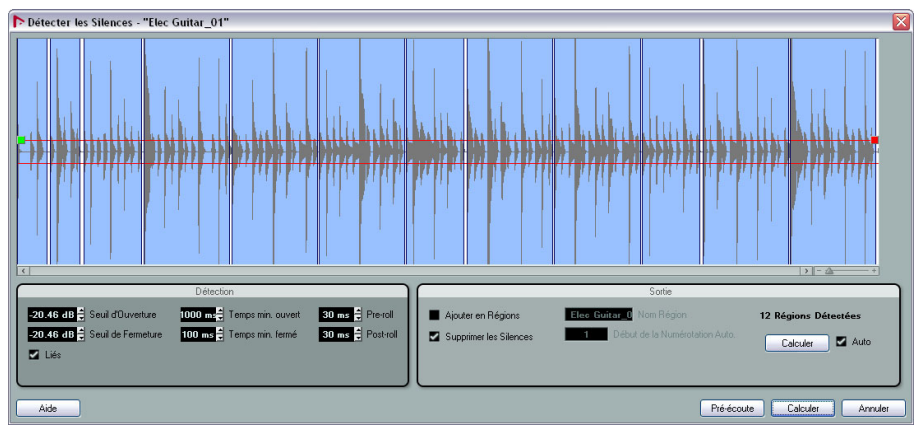 Détecter les Silences - "Elec Guitar_01"
Détection
-20.46 dB Seuil d'Ouverture 1000 ms Temps min. ouvert 30 ms Pre-roll
-20.46 dB Seuil de Fermeture 100 ms Temps min. fermé 30 ms Post-roll
Liés
Sortie
Ajouter en Régions Elec Guitar_0 Nom Région 12 Régions Détectées
Supprimer les Silences 1 Début de la Numérotation Auto. Calculer Auto
Aide Pré-écoute Calculer Annuler